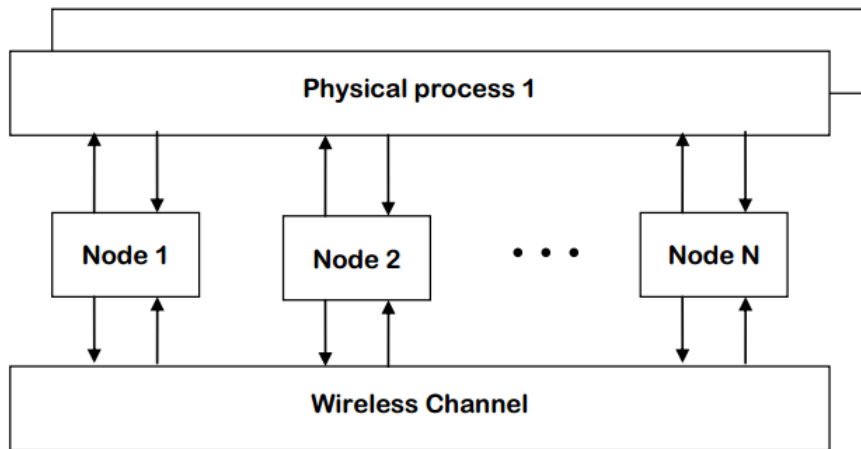 Physical process 1
Node 1
Node 2
• • •
Node N
Wireless Channel